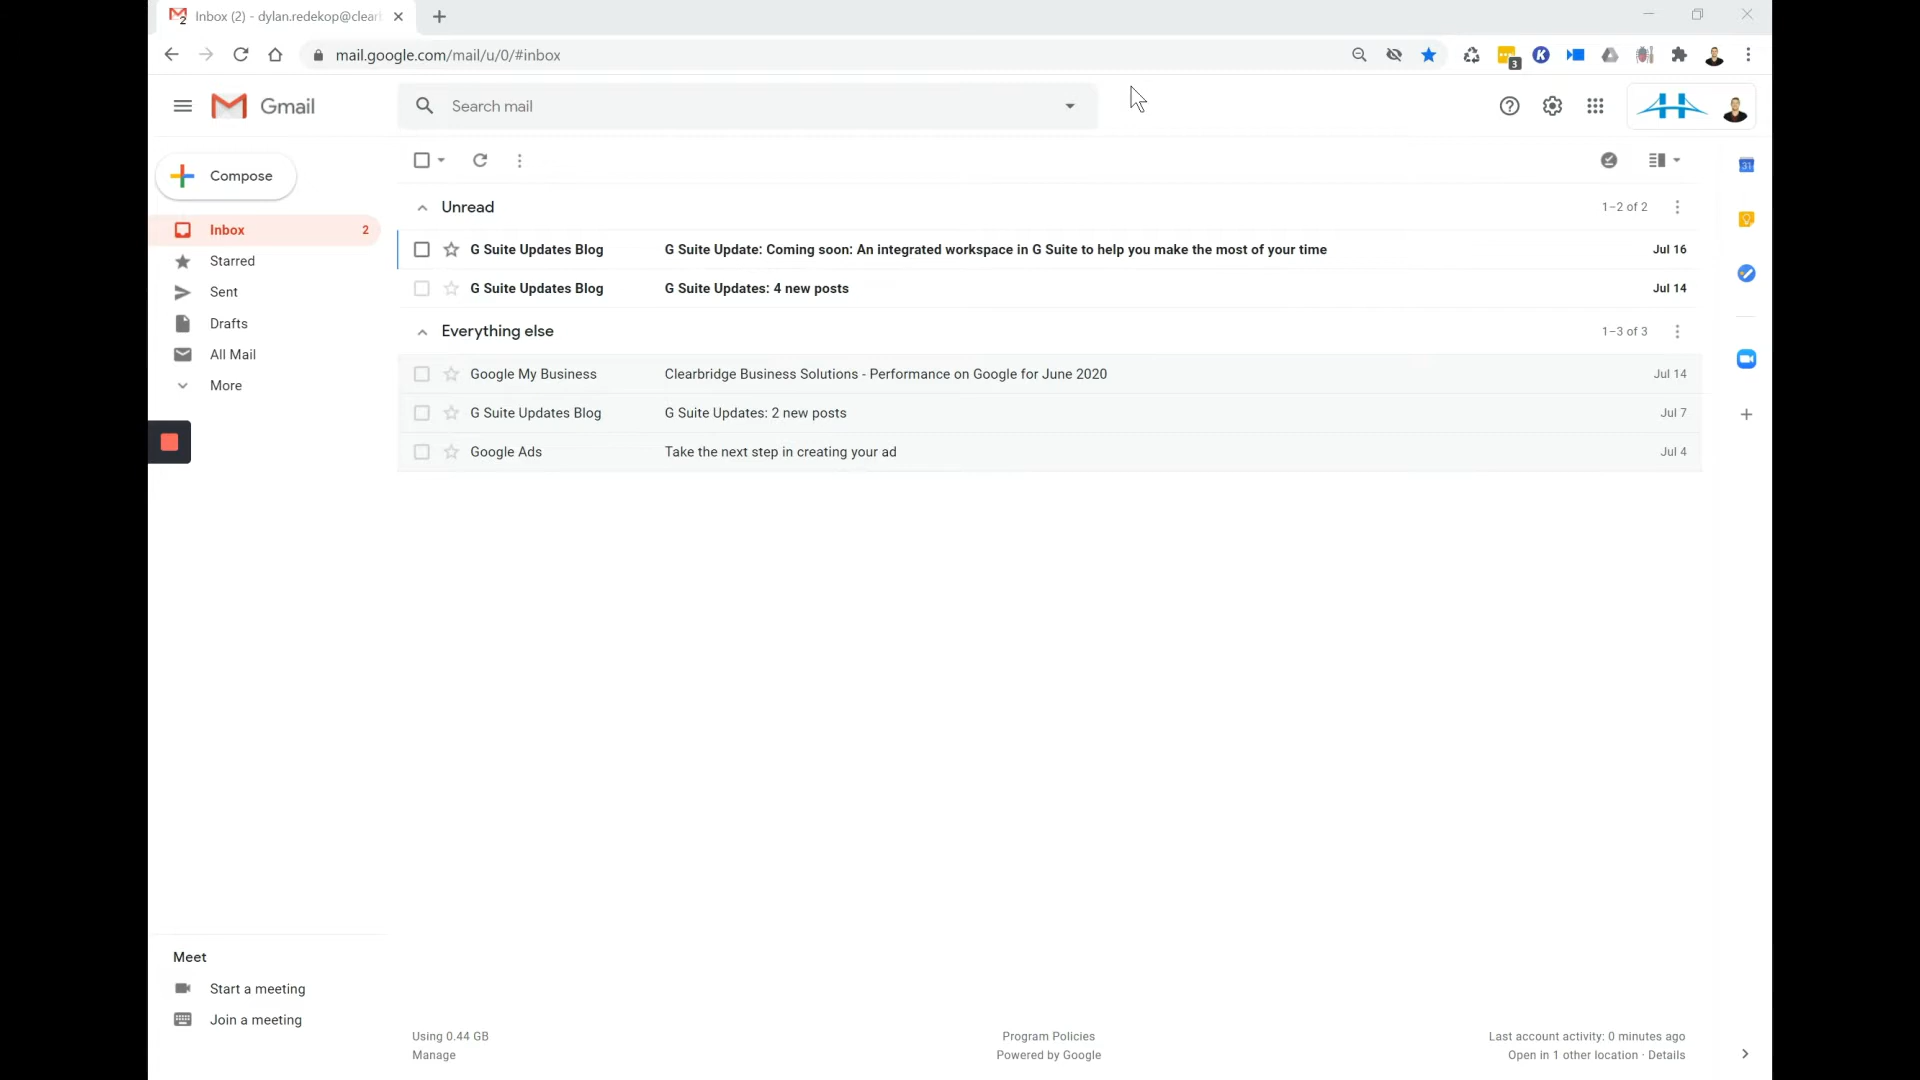 Inbox (2) - dylan.redekop@clearb
mail.google.com/mail/u/0/#inbox
3
Gmail
Search mail
Compose
Unread
1–2 of 2
31
Inbox 2
G Suite Updates Blog G Suite Update: Coming soon: An integrated workspace in G Suite to help you make the most of your time Jul 16
Starred
G Suite Updates Blog G Suite Updates: 4 new posts Jul 14
Sent
Drafts
Everything else 1–3 of 3
All Mail
Google My Business Clearbridge Business Solutions - Performance on Google for June 2020 Jul 14
More
G Suite Updates Blog G Suite Updates: 2 new posts Jul 7
Google Ads Take the next step in creating your ad Jul 4
Meet
Start a meeting
Join a meeting
Using 0.44 GB
Manage
Program Policies
Powered by Google
Last account activity: 0 minutes ago
Open in 1 other location · Details